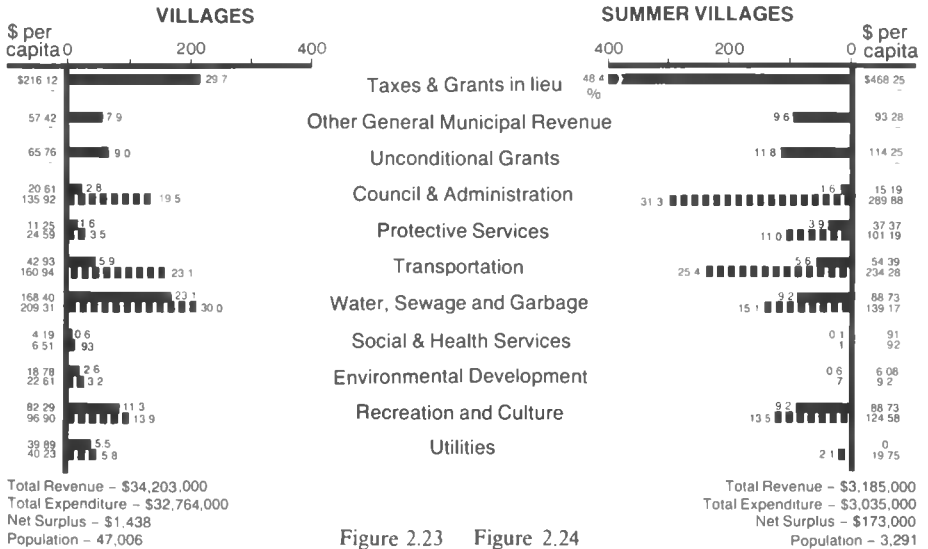 VILLAGES SUMMER VILLAGES
$ per capita 0 200 400 400 200 0 $ per capita
$216 12 29.7 Taxes & Grants in lieu 48 4 % $468 25
- -
57 42 7 9 Other General Municipal Revenue 9 6 93 28
- -
65 76 9 0 Unconditional Grants 11 8 114 25
- -
20 61 2 8 Council & Administration 1 6 15 19
135 92 19 5 31 3 289 88
11 25 1 6 Protective Services 3 9 37 37
24 59 3 5 11 0 101 19
42 93 5 9 Transportation 5 6 54 39
160 94 23 1 25 4 234 28
168 40 23 1 Water, Sewage and Garbage 9 2 88 73
209 31 30 0 15 1 139 17
4 19 0 6 Social & Health Services 0 1 91
6 51 93 1 92
18 78 2 6 Environmental Development 0 6 6 08
22 61 3 2 7 9 2
82 29 11 3 Recreation and Culture 9 2 88 73
96 90 13 9 13 5 124 58
39 89 5.5 Utilities 0
40 23 5 8 2 1 19 75
Total Revenue – $34,203,000 Total Revenue – $3,185,000
Total Expenditure – $32,764,000 Total Expenditure – $3,035,000
Net Surplus – $1,438 Net Surplus – $173,000
Population – 47,006 Figure 2.23 Figure 2.24 Population – 3,291